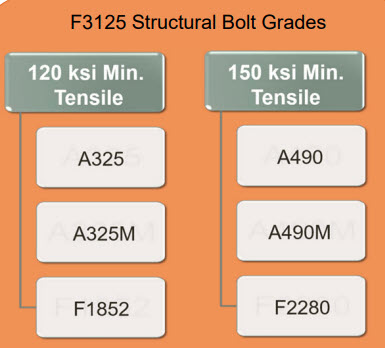 F3125 Structural Bolt Grades
120 ksi Min.
Tensile
A325
A325M
F1852
150 ksi Min.
Tensile
A490
A490M
F2280